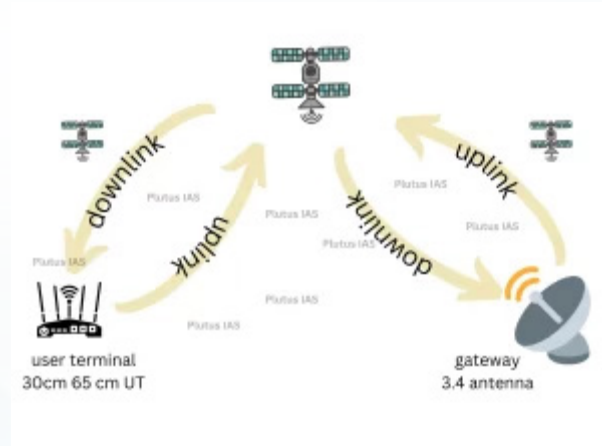 downlink
uplink
downlink
uplink
Plutus IAS
Plutus IAS
Plutus IAS
Plutus IAS
Plutus IAS
Plutus IAS
Plutus IAS
Plutus IAS
user terminal
30cm 65 cm UT
gateway
3.4 antenna